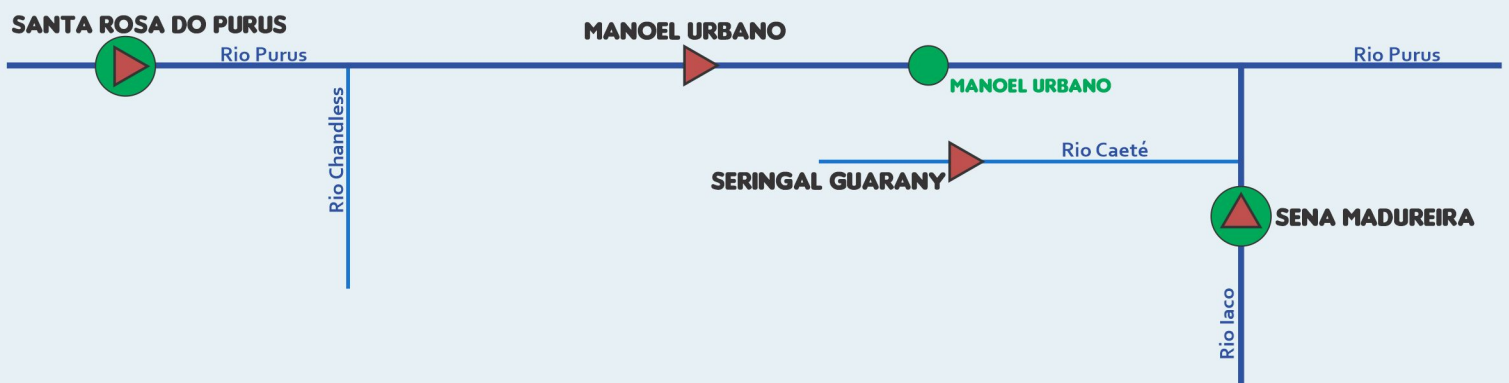 SANTA ROSA DO PURUS
Rio Purus
MANOEL URBANO
Rio Purus
MANOEL URBANO
Rio Chandless
Rio Caeté
SERINGAL GUARANY
SENA MADUREIRA
Rio Iaco